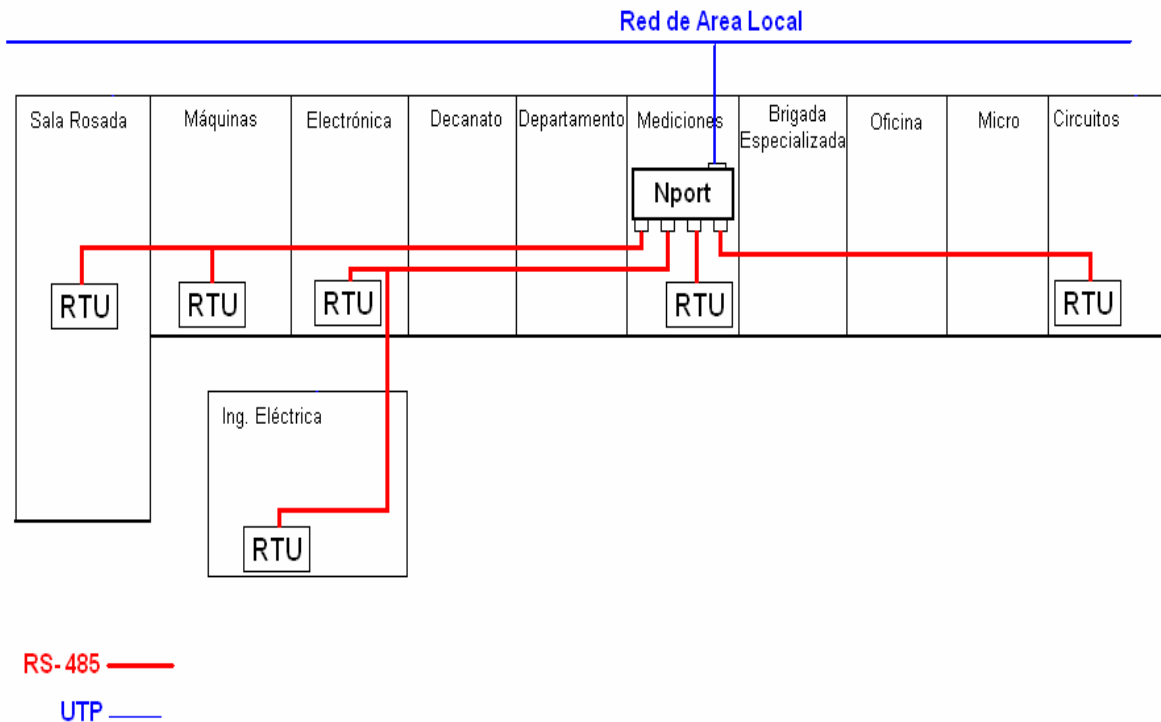 Red de Area Local
Sala Rosada
Máquinas
Electrónica
Decanato
Departamento
Mediciones
Brigada
Especializada
Oficina
Micro
Circuitos
Nport
RTU
RTU
RTU
RTU
RTU
Ing. Eléctrica
RTU
RS- 485
UTP